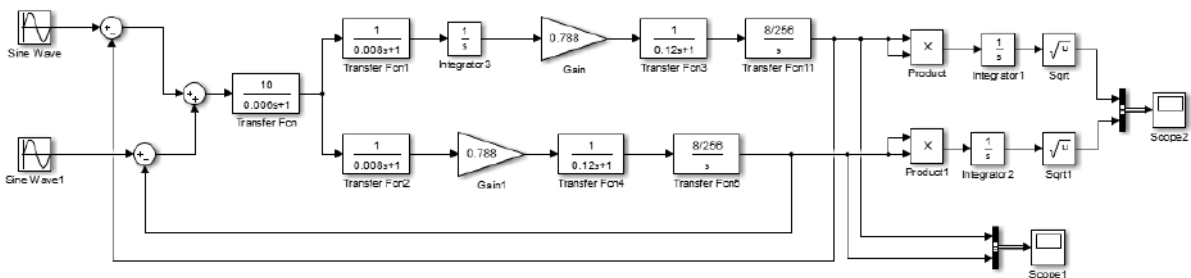 Sine Wave
10
0.006s+1
Transfer Fcn
1
0.008s+1
Transfer Fcn1
1
s
Integrator3
0.788
Gain
1
0.12s+1
Transfer Fcn3
8/256
s
Transfer Fcn11
×
Product
1
s
Integrator1
√u
Sqrt
Scope2
Sine Wave1
1
0.008s+1
Transfer Fcn2
0.788
Gain1
1
0.12s+1
Transfer Fcn4
8/256
s
Transfer Fcn6
×
Product1
1
s
Integrator2
√u
Sqrt1
Scope1